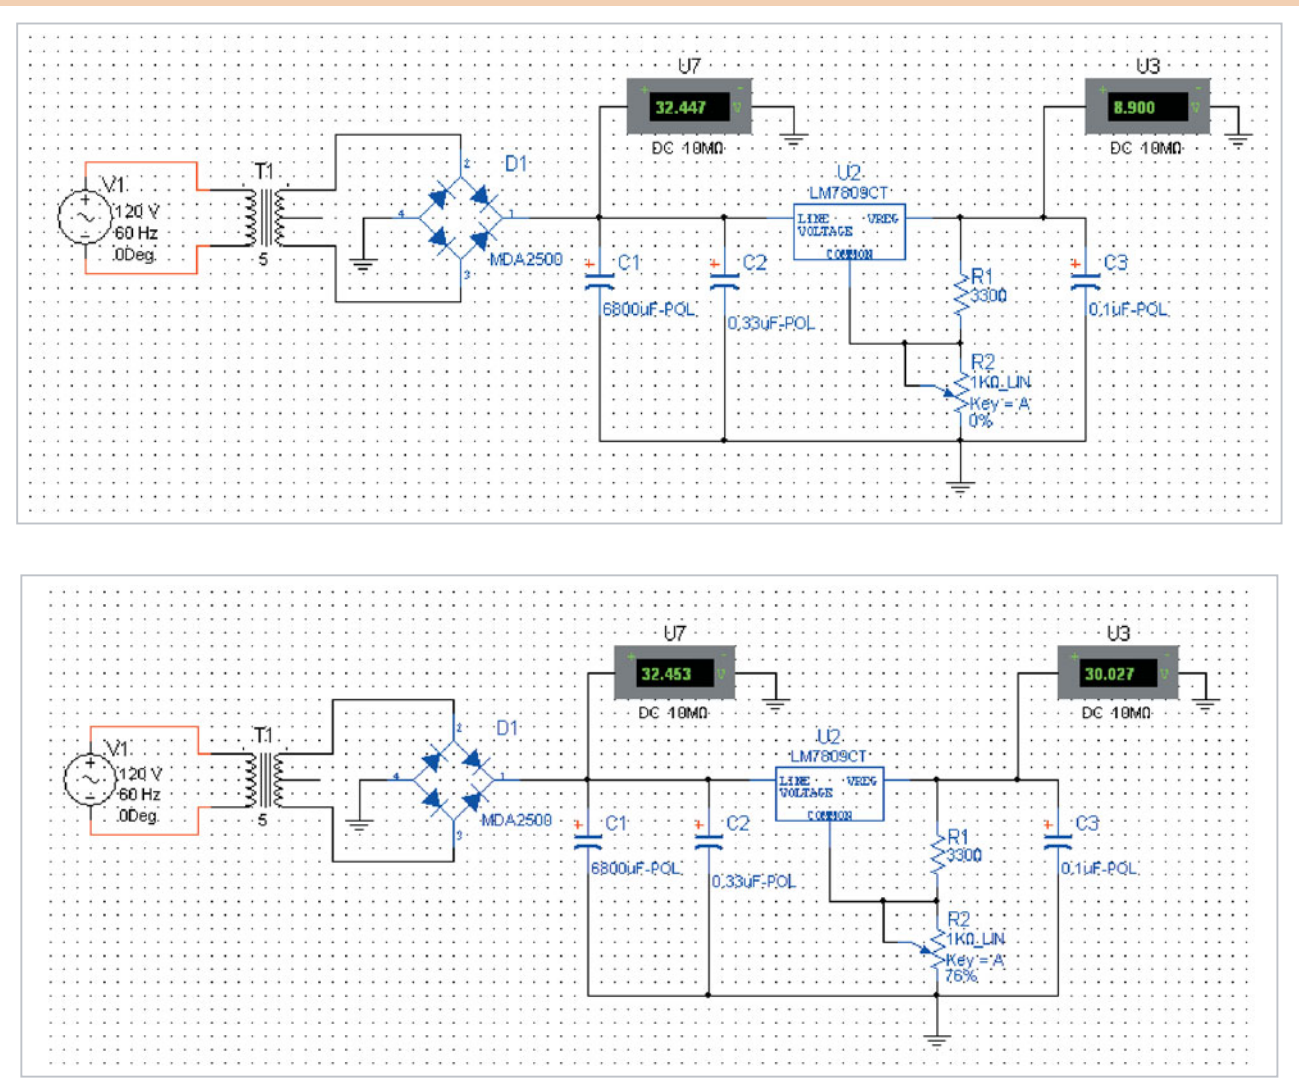 U7
U3
32.447
8.900
DC 10MΩ
DC 10MΩ
V1
120 V
60 Hz
0Deg
T1
5
D1
2
4
1
3
MDA2500
U2
LM7809CT
LINE VREG
VOLTAGE
COMMON
C1
6800uF-POL
C2
0.33uF-POL
R1
330Ω
C3
0.1uF-POL
R2
1KΩ_LIN
Key = A
0%
U7
U3
32.453
30.027
DC 10MΩ
DC 10MΩ
V1
120 V
60 Hz
0Deg
T1
5
D1
2
4
1
3
MDA2500
U2
LM7809CT
LINE VREG
VOLTAGE
COMMON
C1
6800uF-POL
C2
0.33uF-POL
R1
330Ω
C3
0.1uF-POL
R2
1KΩ_LIN
Key = A
76%